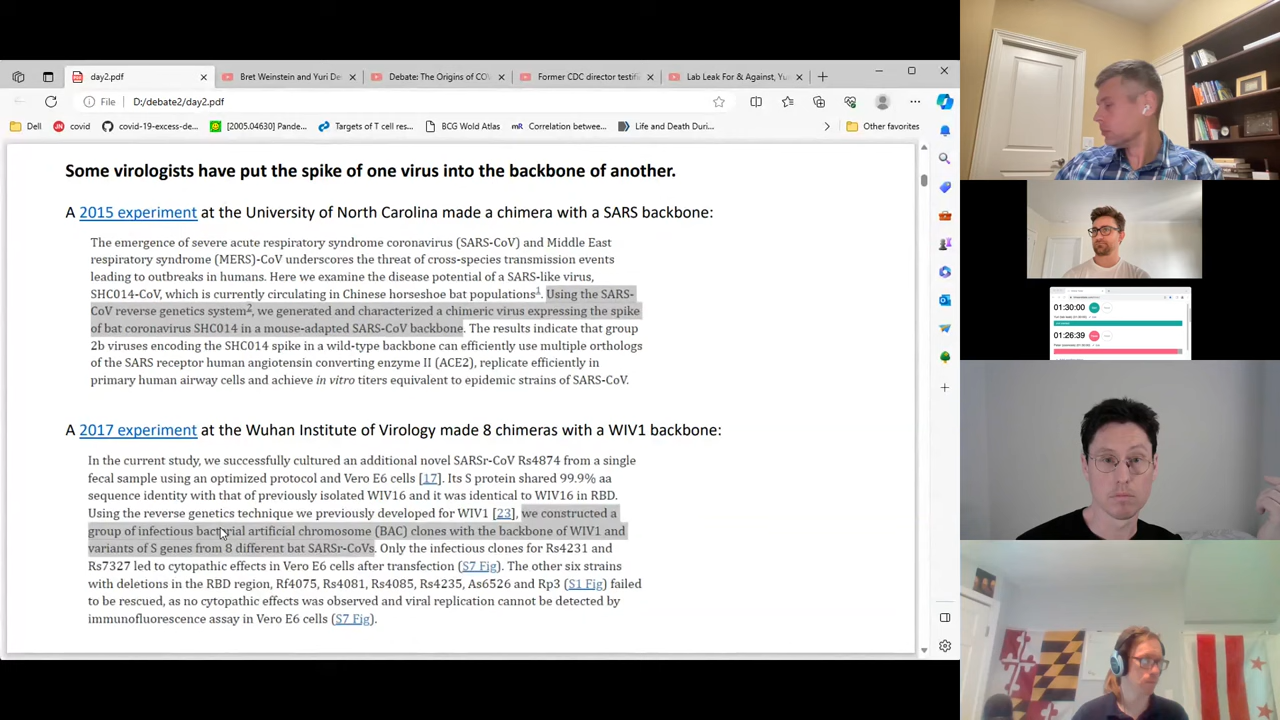 day2.pdf
Bret Weinstein and Yuri De
Debate: The Origins of CO
Former CDC director testif
Lab Leak For & Against, Yu
File
D:/debate2/day2.pdf
Dell
covid
covid-19-excess-de...
[2005.04630] Pande...
Targets of T cell res...
BCG Wold Atlas
Correlation betwee...
Life and Death Duri...
Other favorites
Some virologists have put the spike of one virus into the backbone of another.
A 2015 experiment at the University of North Carolina made a chimera with a SARS backbone:
The emergence of severe acute respiratory syndrome coronavirus (SARS-CoV) and Middle East
respiratory syndrome (MERS)-CoV underscores the threat of cross-species transmission events
leading to outbreaks in humans. Here we examine the disease potential of a SARS-like virus,
SHC014-CoV, which is currently circulating in Chinese horseshoe bat populations1. Using the SARS-
CoV reverse genetics system2, we generated and characterized a chimeric virus expressing the spike
of bat coronavirus SHC014 in a mouse-adapted SARS-CoV backbone. The results indicate that group
2b viruses encoding the SHC014 spike in a wild-type backbone can efficiently use multiple orthologs
of the SARS receptor human angiotensin converting enzyme II (ACE2), replicate efficiently in
primary human airway cells and achieve in vitro titers equivalent to epidemic strains of SARS-CoV.
A 2017 experiment at the Wuhan Institute of Virology made 8 chimeras with a WIV1 backbone:
In the current study, we successfully cultured an additional novel SARSr-CoV Rs4874 from a single
fecal sample using an optimized protocol and Vero E6 cells [17]. Its S protein shared 99.9% aa
sequence identity with that of previously isolated WIV16 and it was identical to WIV16 in RBD.
Using the reverse genetics technique we previously developed for WIV1 [23], we constructed a
group of infectious bacterial artificial chromosome (BAC) clones with the backbone of WIV1 and
variants of S genes from 8 different bat SARSr-CoVs. Only the infectious clones for Rs4231 and
Rs7327 led to cytopathic effects in Vero E6 cells after transfection (S7 Fig). The other six strains
with deletions in the RBD region, Rf4075, Rs4081, Rs4085, Rs4235, As6526 and Rp3 (S1 Fig) failed
to be rescued, as no cytopathic effects was observed and viral replication cannot be detected by
immunofluorescence assay in Vero E6 cells (S7 Fig).
01:30:00
01:26:39